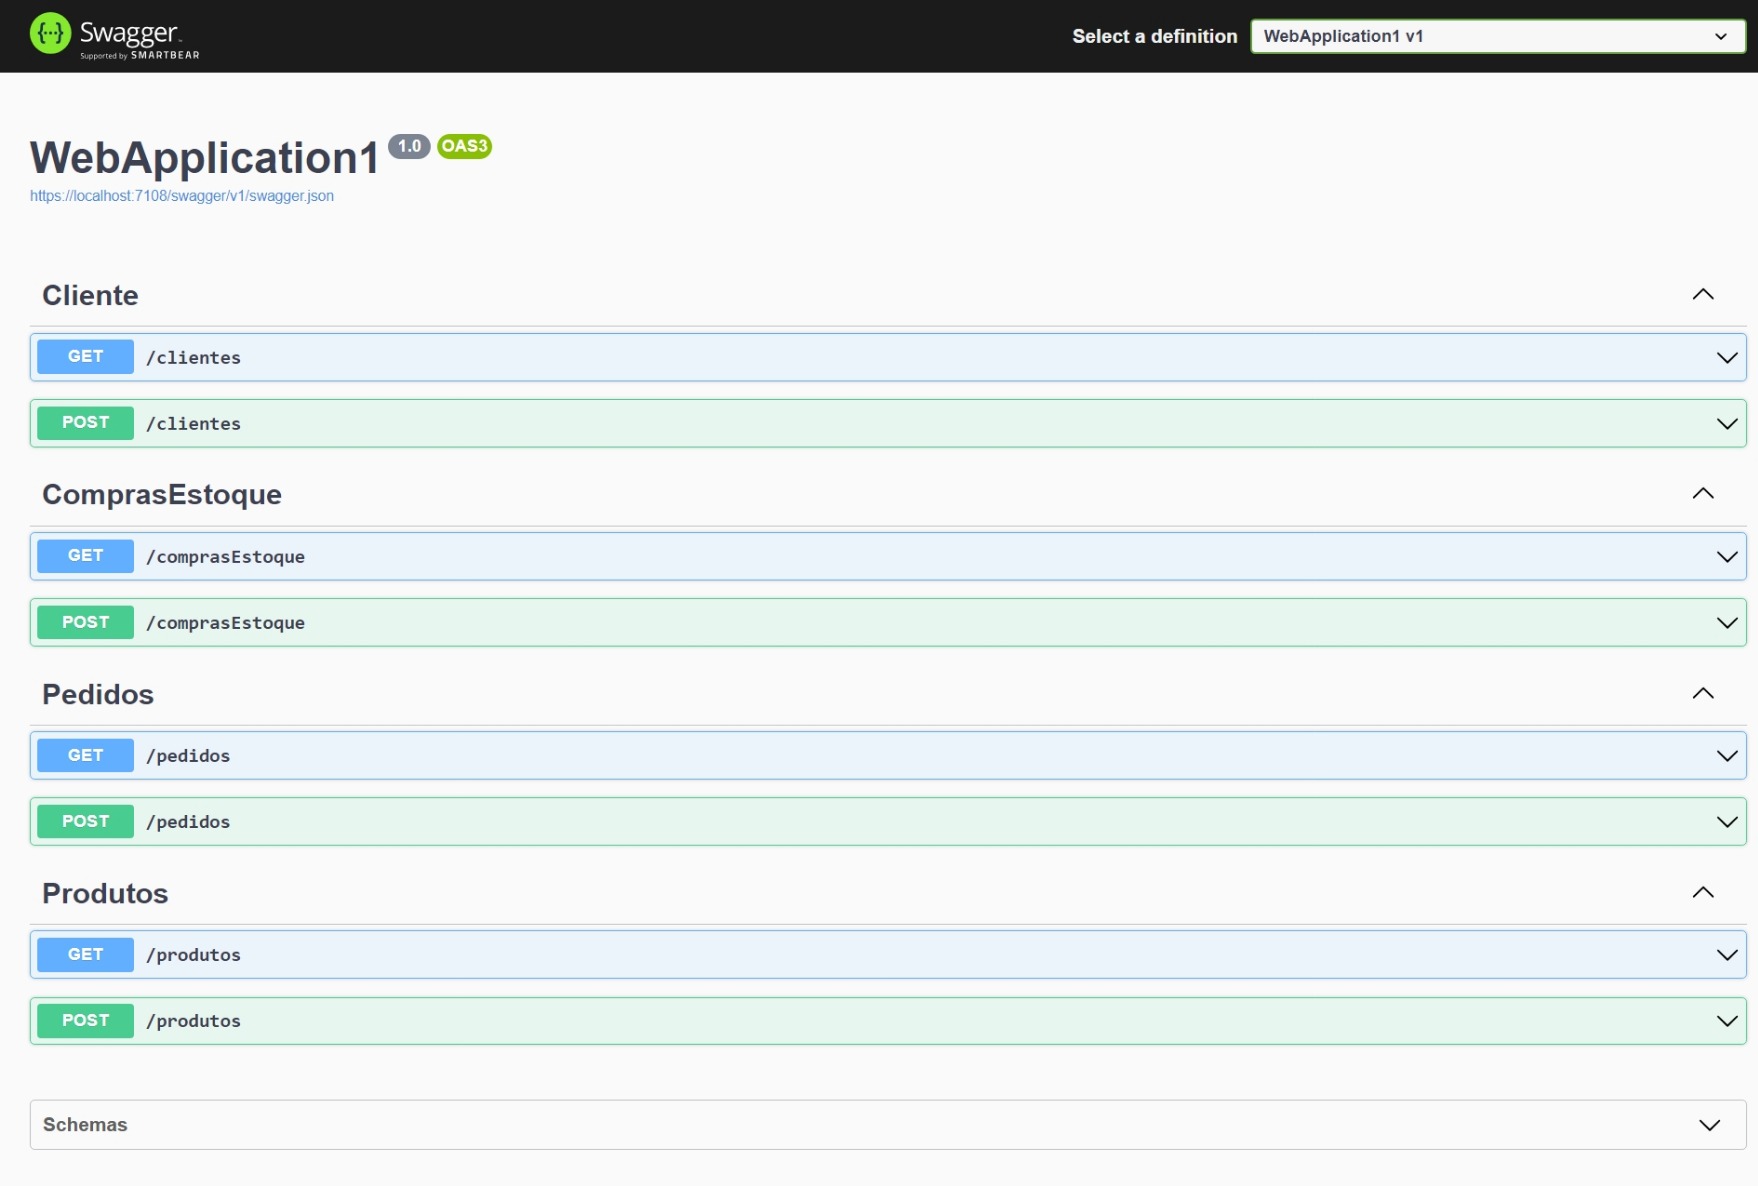 Swagger
Supported by SMARTBEAR
Select a definition
WebApplication1 v1
WebApplication1 1.0 OAS3
https://localhost:7108/swagger/v1/swagger.json
Cliente
GET /clientes
POST /clientes
ComprasEstoque
GET /comprasEstoque
POST /comprasEstoque
Pedidos
GET /pedidos
POST /pedidos
Produtos
GET /produtos
POST /produtos
Schemas